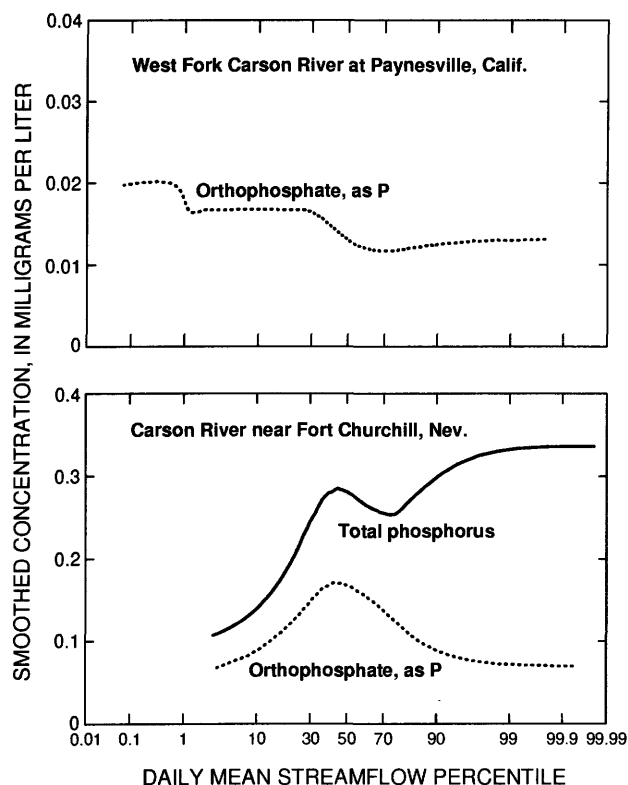 SMOOTHED CONCENTRATION, IN MILLIGRAMS PER LITER
0.04
0.03
0.02
0.01
0
West Fork Carson River at Paynesville, Calif.
Orthophosphate, as P
0.4
0.3
0.2
0.1
0
Carson River near Fort Churchill, Nev.
Total phosphorus
Orthophosphate, as P
0.01 0.1 1 10 30 50 70 90 99 99.9 99.99
DAILY MEAN STREAMFLOW PERCENTILE